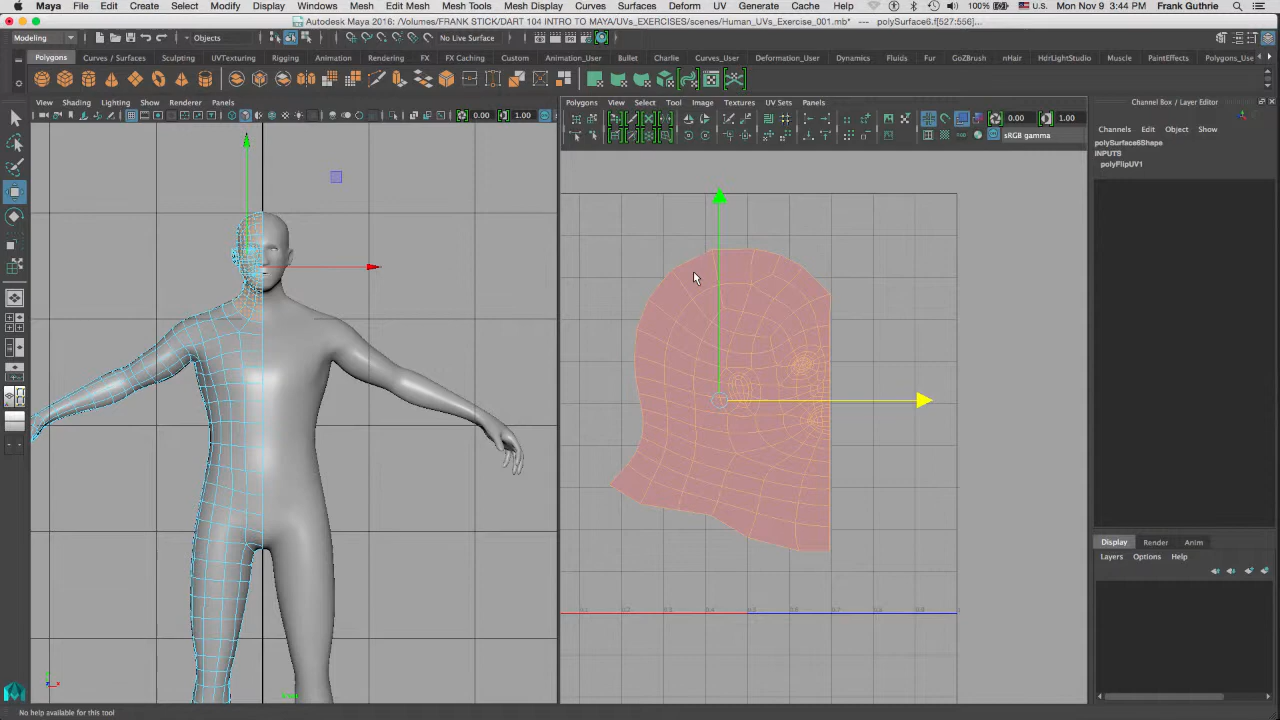 Maya File Edit Create Select Modify Display Windows Mesh Edit Mesh Mesh Tools Mesh Display Curves Surfaces Deform UV Generate Cache Help 100% U.S. Mon Nov 9 3:44 PM Frank Guthrie
Autodesk Maya 2016: /Volumes/FRANK STICK/DART 104 INTRO TO MAYA/UVs_EXERCISES/scenes/Human_UVs_Exercise_001.mb* --- polySurface6.f[527:556]...
Modeling Objects No Live Surface
Polygons Curves / Surfaces Sculpting UVTexturing Rigging Animation Rendering FX FX Caching Custom Animation_User Bullet Charlie Curves_User Deformation_User Dynamics Fluids Fur GoZBrush nHair HdrLightStudio Muscle PaintEffects Polygons_Use
View Shading Lighting Show Renderer Panels
0.00 1.00
Polygons View Select Tool Image Textures UV Sets Panels
0.00 1.00
sRGB gamma
Channel Box / Layer Editor
Channels Edit Object Show
polySurface6Shape
INPUTS
polyFlipUV1
Display Render Anim
Layers Options Help
No help available for this tool